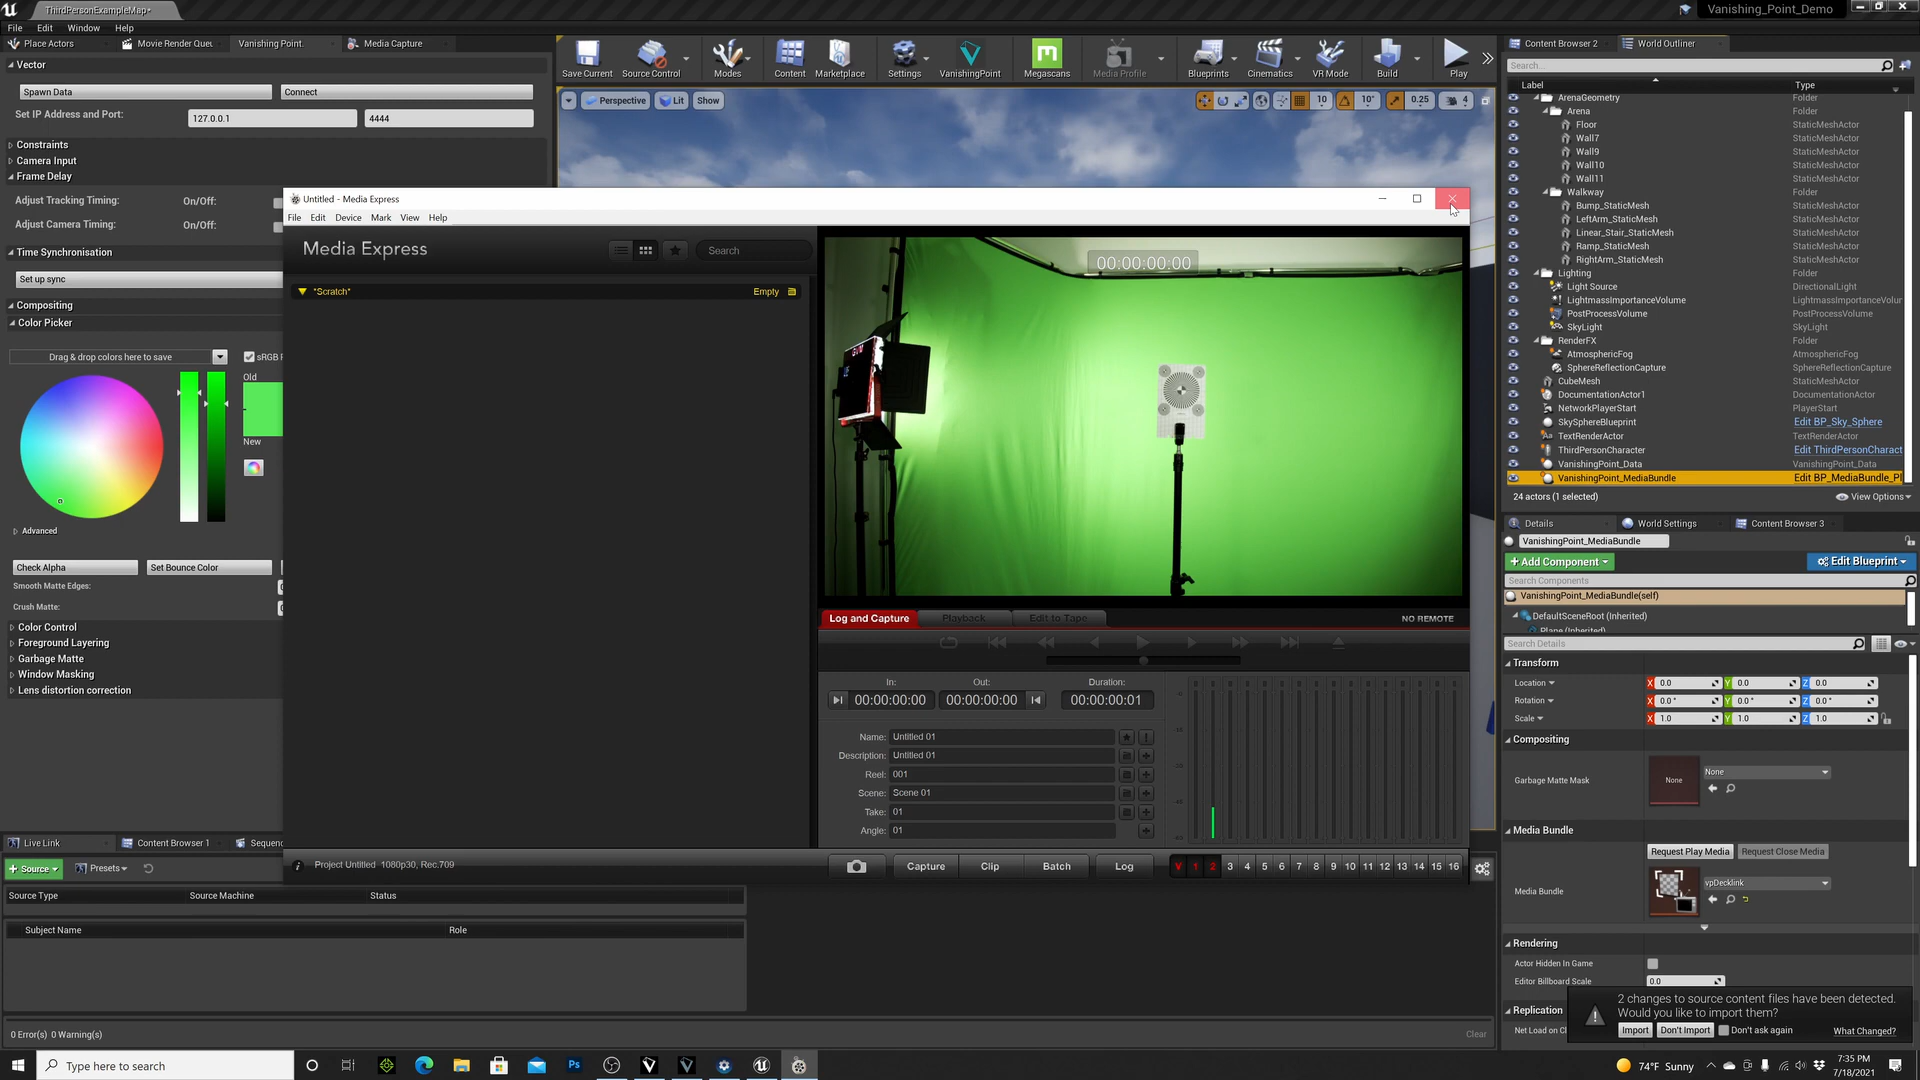 ThirdPersonExampleMap*
Vanishing_Point_Demo
File Edit Window Help
Place Actors
Movie Render Que
Vanishing Point.
Media Capture
Content Browser 2
World Outliner
Vector
Spawn Data
Connect
Set IP Address and Port:
127.0.0.1
4444
Constraints
Camera Input
Frame Delay
Adjust Tracking Timing:
On/Off:
Adjust Camera Timing:
On/Off:
Time Synchronisation
Set up sync
Compositing
Color Picker
Drag & drop colors here to save
sRGB
Old
New
Advanced
Check Alpha
Set Bounce Color
Smooth Matte Edges:
Crush Matte:
Color Control
Foreground Layering
Garbage Matte
Window Masking
Lens distortion correction
Save Current
Source Control
Modes
Content
Marketplace
Settings
VanishingPoint
Megascans
Media Profile
Blueprints
Cinematics
VR Mode
Build
Play
Perspective
Lit
Show
10
10°
0.25
4
Untitled - Media Express
File Edit Device Mark View Help
Media Express
Search
*Scratch*
Empty
00:00:00:00
Log and Capture
Playback
Edit to Tape
NO REMOTE
In:
Out:
Duration:
00:00:00:00
00:00:00:00
00:00:00:01
Name: Untitled 01
Description: Untitled 01
Reel: 001
Scene: Scene 01
Take: 01
Angle: 01
Project Untitled 1080p30, Rec.709
Capture
Clip
Batch
Log
V 1 2 3 4 5 6 7 8 9 10 11 12 13 14 15 16
Search...
Label
Type
ArenaGeometry Folder
Arena Folder
Floor StaticMeshActor
Wall7 StaticMeshActor
Wall9 StaticMeshActor
Wall10 StaticMeshActor
Wall11 StaticMeshActor
Walkway Folder
Bump_StaticMesh StaticMeshActor
LeftArm_StaticMesh StaticMeshActor
Linear_Stair_StaticMesh StaticMeshActor
Ramp_StaticMesh StaticMeshActor
RightArm_StaticMesh StaticMeshActor
Lighting Folder
Light Source DirectionalLight
LightmassImportanceVolume LightmassImportanceVolur
PostProcessVolume PostProcessVolume
SkyLight SkyLight
RenderFX Folder
AtmosphericFog AtmosphericFog
SphereReflectionCapture SphereReflectionCapture
CubeMesh StaticMeshActor
DocumentationActor1 DocumentationActor
NetworkPlayerStart PlayerStart
SkySphereBlueprint Edit BP_Sky_Sphere
TextRenderActor TextRenderActor
ThirdPersonCharacter Edit ThirdPersonCharact
VanishingPoint_Data VanishingPoint_Data
VanishingPoint_MediaBundle Edit BP_MediaBundle_Pl
24 actors (1 selected)
View Options
Details
World Settings
Content Browser 3
VanishingPoint_MediaBundle
Add Component
Edit Blueprint
Search Components
VanishingPoint_MediaBundle(self)
DefaultSceneRoot (Inherited)
Plane (Inherited)
Search Details
Transform
Location X 0.0 Y 0.0 Z 0.0
Rotation X 0.0 ° Y 0.0 ° Z 0.0 °
Scale X 1.0 Y 1.0 Z 1.0
Compositing
Garbage Matte Mask
None
None
Media Bundle
Request Play Media
Request Close Media
Media Bundle
vpDecklink
Rendering
Actor Hidden In Game
Editor Billboard Scale
0.0
Replication
Net Load on Cl
2 changes to source content files have been detected.
Would you like to import them?
Import
Don't Import
Don't ask again
What Changed?
Live Link
Content Browser 1
Sequenc
Source
Presets
Source Type
Source Machine
Status
Subject Name
Role
0 Error(s) 0 Warning(s)
Clear
Type here to search
Ps
74°F Sunny
7:35 PM
7/18/2021